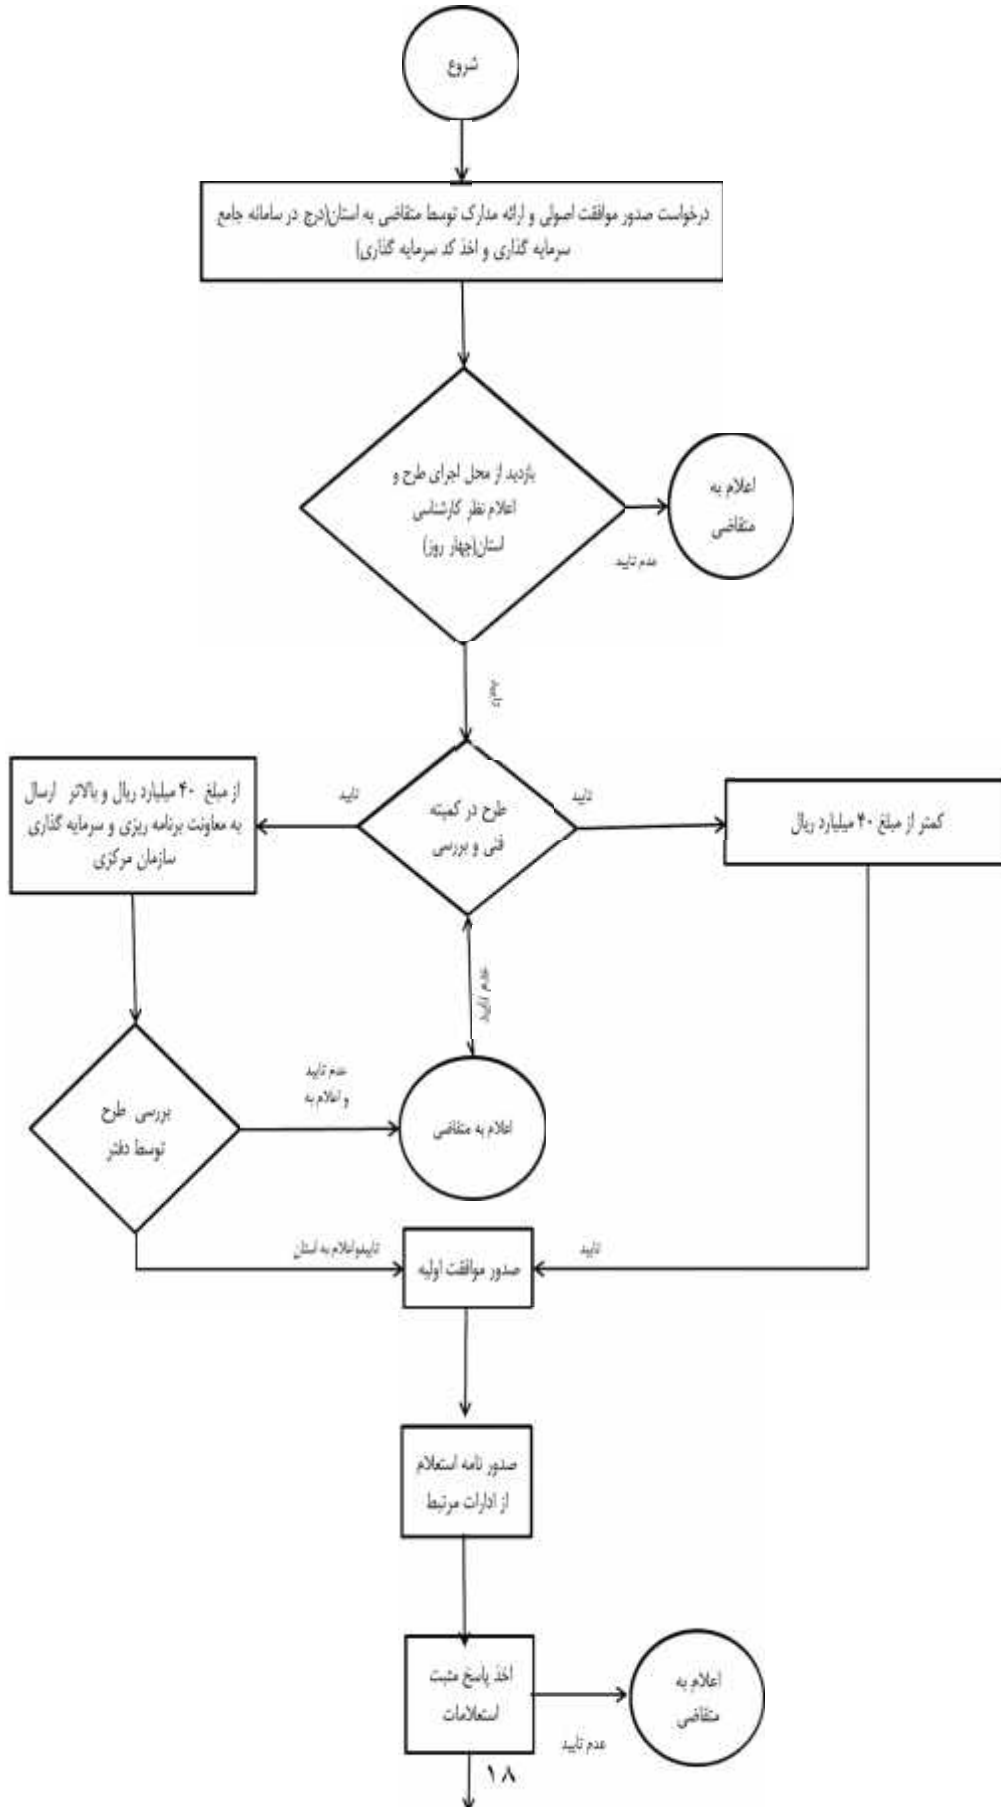 شروع
درخواست صدور موافقت اصولی و ارائه مدارک توسط متقاضی به استان(درج در سامانه جامع
سرمایه گذاری و اخذ کد سرمایه گذاری)
بازدید از محل اجرای طرح و
اعلام نظر کارشناسی
استان(چهار روز)
اعلام به
متقاضی
عدم تایید
تایید
از مبلغ ۴۰ میلیارد ریال و بالاتر ارسال
به معاونت برنامه ریزی و سرمایه گذاری
سازمان مرکزی
تایید
طرح در کمیته
فنی و بررسی
تایید
کمتر از مبلغ ۴۰ میلیارد ریال
عدم تایید
بررسی طرح
توسط دفتر
عدم تایید
و اعلام به
اعلام به متقاضی
تاییدواعلام به استان
صدور موافقت اولیه
تایید
صدور نامه استعلام
از ادارات مرتبط
اخذ پاسخ مثبت
استعلامات
اعلام به
متقاضی
عدم تایید
۱۸